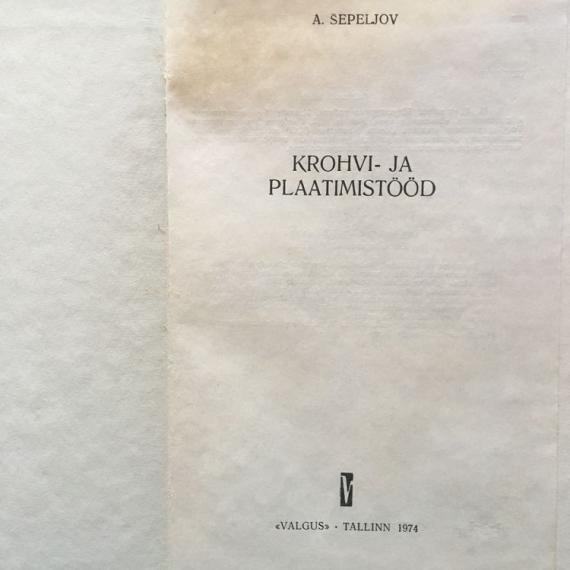 A. SEPELJOV
KROHVI- JA
PLAATIMISTÖÖD
V
«VALGUS» · TALLINN 1974